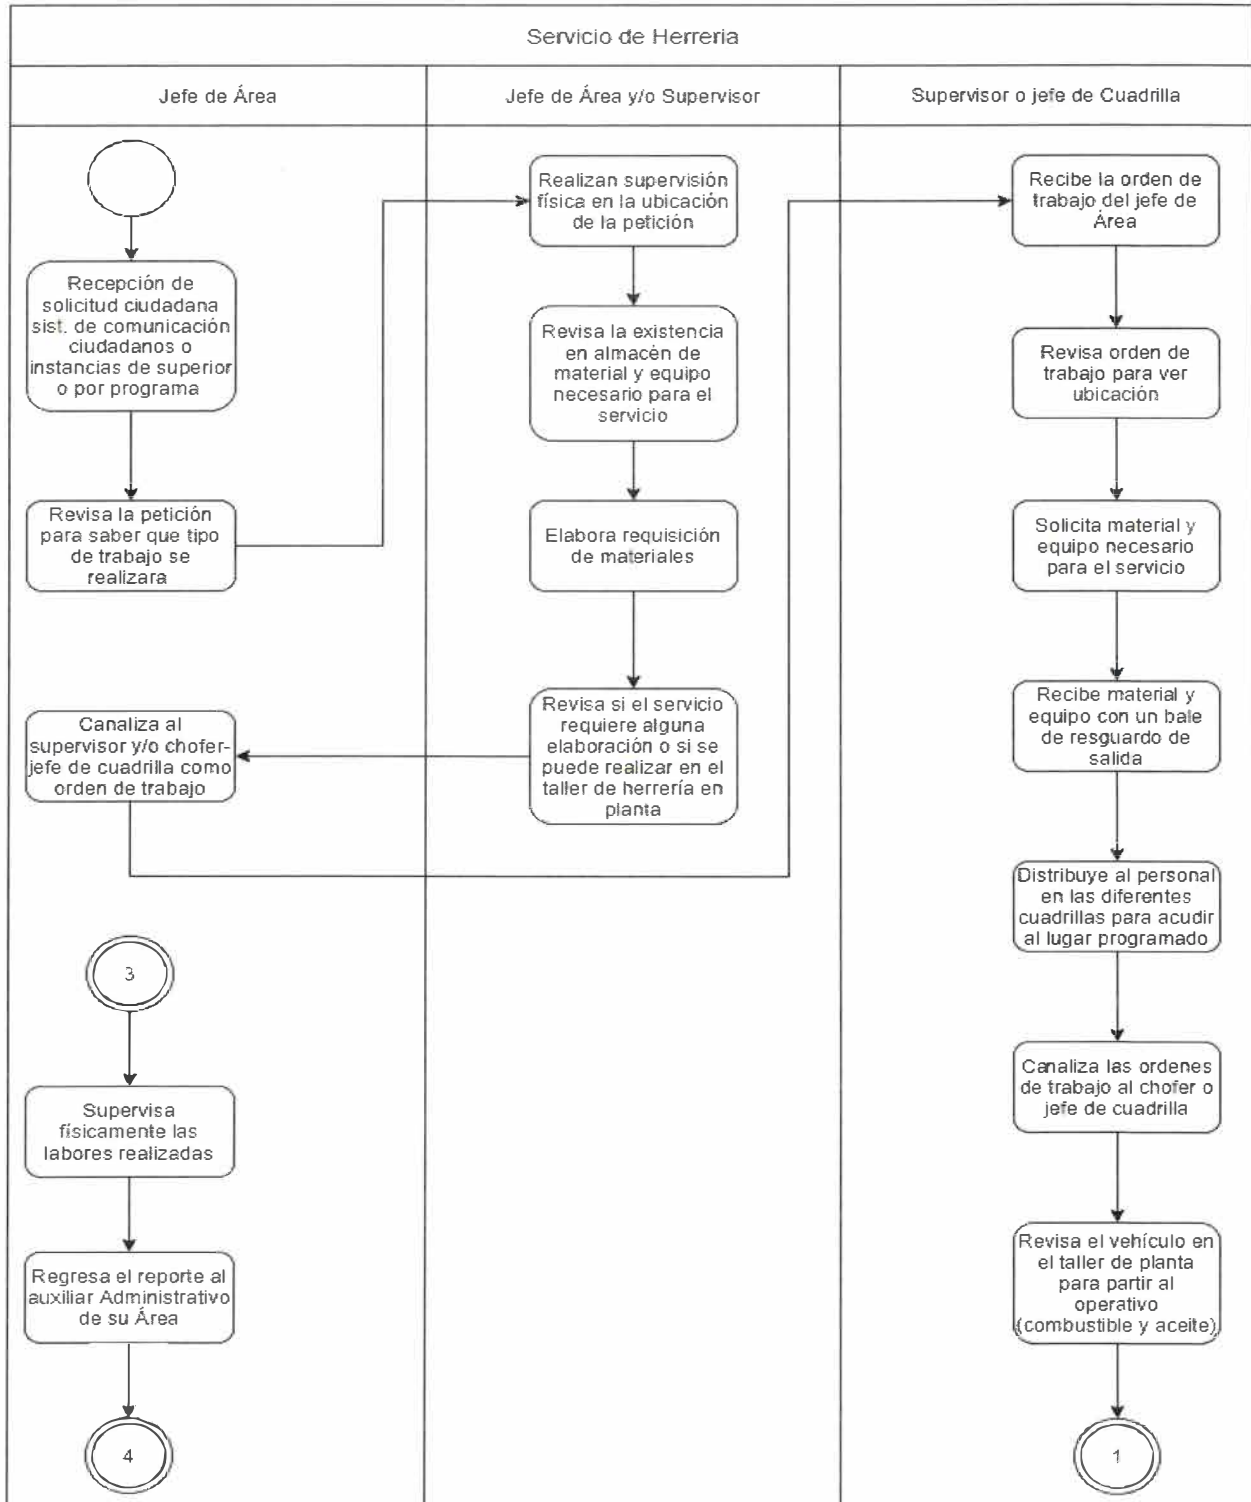 Servicio de Herreria
Jefe de Área
Jefe de Área y/o Supervisor
Supervisor o jefe de Cuadrilla
Recepción de
solicitud ciudadana
sist. de comunicación
ciudadanos o
instancias de superior
o por programa
Revisa la petición
para saber que tipo
de trabajo se
realizara
Canaliza al
supervisor y/o chofer-
jefe de cuadrilla como
orden de trabajo
3
Supervisa
físicamente las
labores realizadas
Regresa el reporte al
auxiliar Administrativo
de su Área
4
Realizan supervisión
física en la ubicación
de la petición
Revisa la existencia
en almacén de
material y equipo
necesario para el
servicio
Elabora requisición
de materiales
Revisa si el servicio
requiere alguna
elaboración o si se
puede realizar en el
taller de herrería en
planta
Recibe la orden de
trabajo del jefe de
Área
Revisa orden de
trabajo para ver
ubicación
Solicita material y
equipo necesario
para el servicio
Recibe material y
equipo con un bale
de resguardo de
salida
Distribuye al personal
en las diferentes
cuadrillas para acudir
al lugar programado
Canaliza las ordenes
de trabajo al chofer o
jefe de cuadrilla
Revisa el vehículo en
el taller de planta
para partir al
operativo
(combustible y aceite)
1